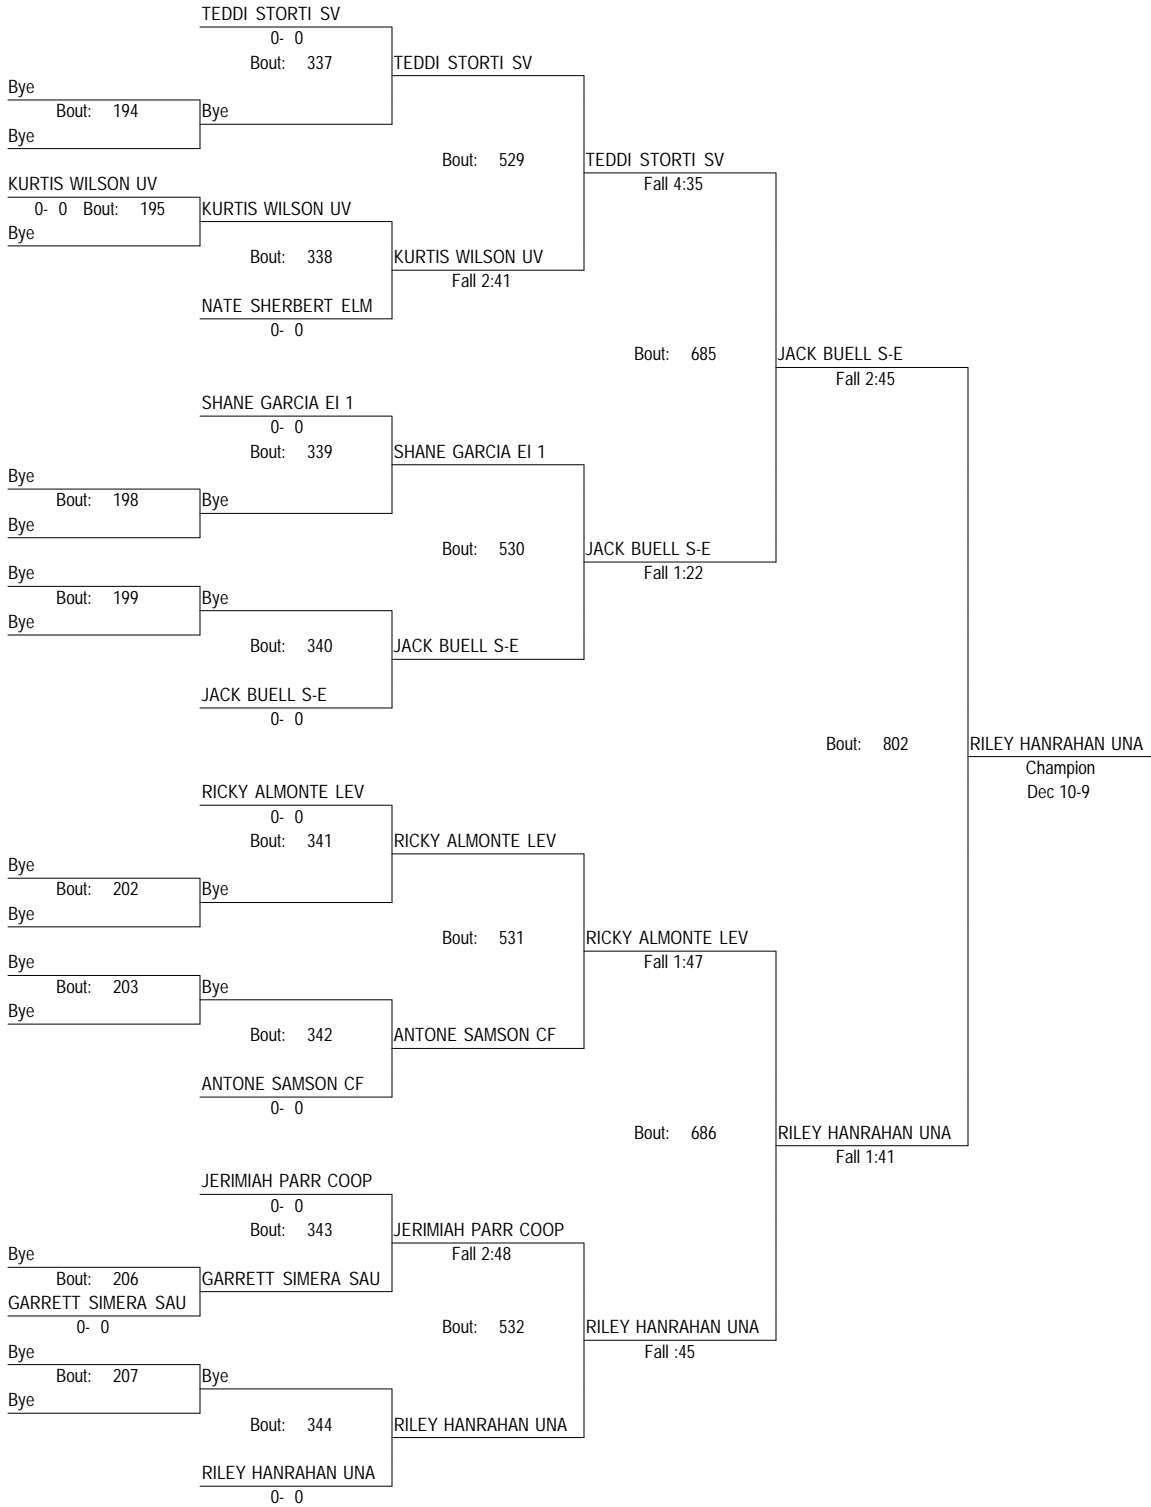 TEDDI STORTI SV
0- 0
Bout: 337
TEDDI STORTI SV
Bye
Bout: 194
Bye
Bye
Bout: 529
TEDDI STORTI SV
Fall 4:35
KURTIS WILSON UV
0- 0 Bout: 195
KURTIS WILSON UV
Bye
Bout: 338
KURTIS WILSON UV
Fall 2:41
NATE SHERBERT ELM
0- 0
Bout: 685
JACK BUELL S-E
Fall 2:45
SHANE GARCIA EI 1
0- 0
Bout: 339
SHANE GARCIA EI 1
Bye
Bout: 198
Bye
Bye
Bout: 530
JACK BUELL S-E
Fall 1:22
Bye
Bout: 199
Bye
Bye
Bout: 340
JACK BUELL S-E
JACK BUELL S-E
0- 0
Bout: 802
RILEY HANRAHAN UNA
Champion
Dec 10-9
RICKY ALMONTE LEV
0- 0
Bout: 341
RICKY ALMONTE LEV
Bye
Bout: 202
Bye
Bye
Bout: 531
RICKY ALMONTE LEV
Fall 1:47
Bye
Bout: 203
Bye
Bye
Bout: 342
ANTONE SAMSON CF
ANTONE SAMSON CF
0- 0
Bout: 686
RILEY HANRAHAN UNA
Fall 1:41
JERIMIAH PARR COOP
0- 0
Bout: 343
JERIMIAH PARR COOP
Fall 2:48
Bye
Bout: 206
GARRETT SIMERA SAU
GARRETT SIMERA SAU
0- 0
Bout: 532
RILEY HANRAHAN UNA
Fall :45
Bye
Bout: 207
Bye
Bye
Bout: 344
RILEY HANRAHAN UNA
RILEY HANRAHAN UNA
0- 0